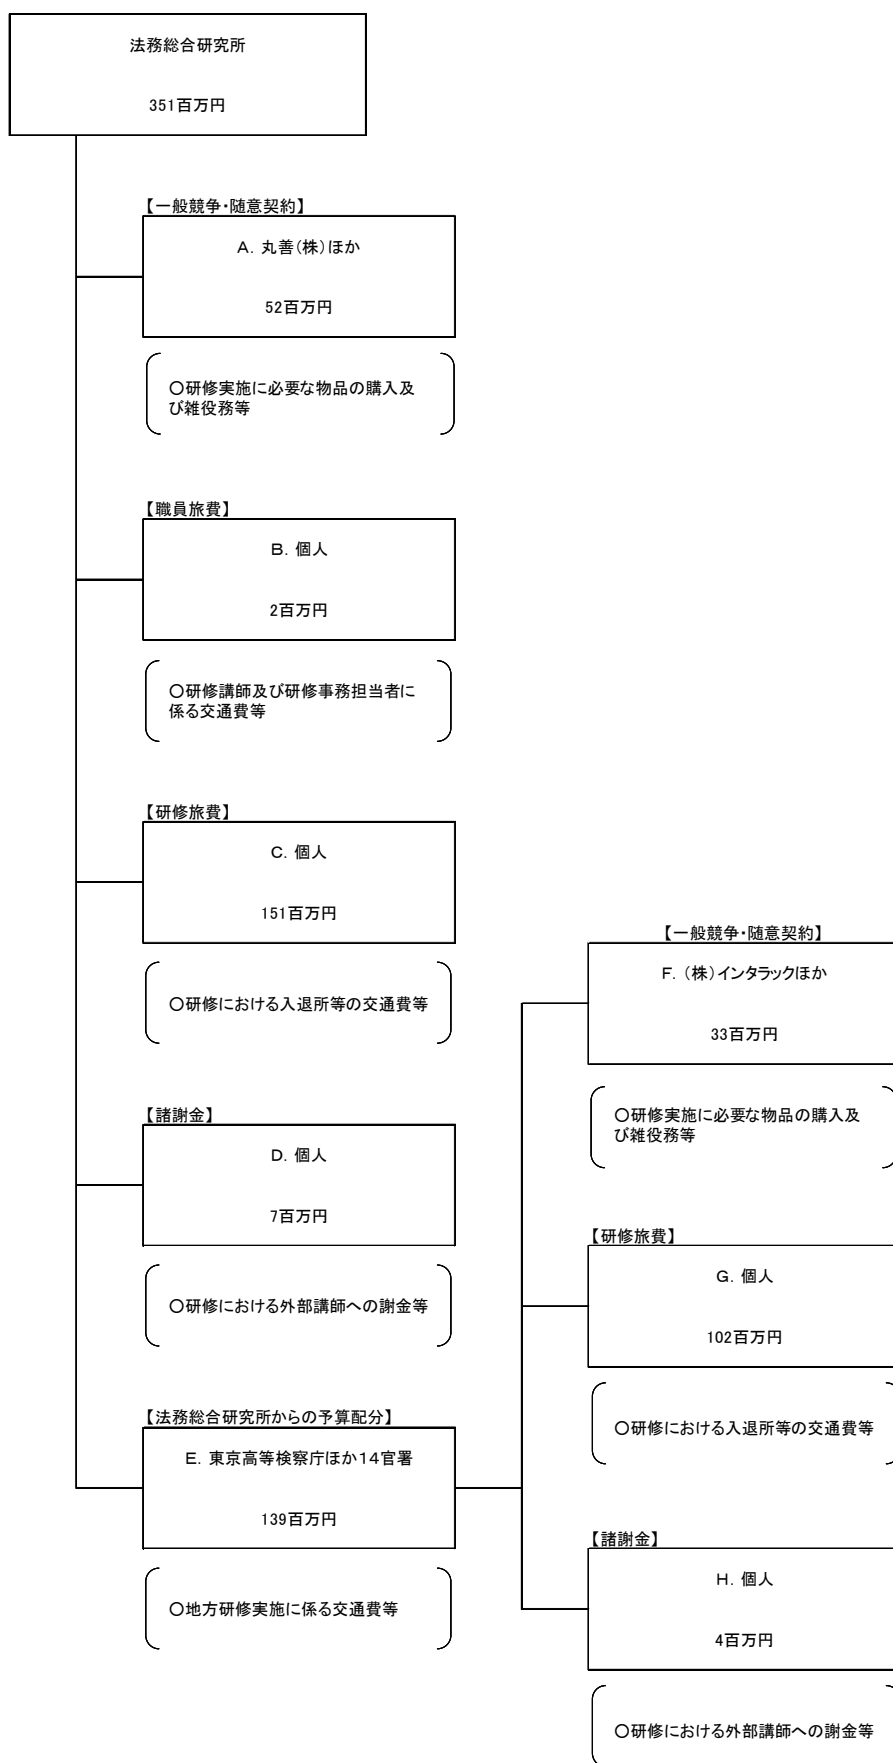 法務総合研究所
351百万円
【一般競争・随意契約】
A. 丸善(株)ほか
52百万円
○研修実施に必要な物品の購入及
び雑役務等
【職員旅費】
B. 個人
2百万円
○研修講師及び研修事務担当者に
係る交通費等
【研修旅費】
C. 個人
151百万円
○研修における入退所等の交通費等
【諸謝金】
D. 個人
7百万円
○研修における外部講師への謝金等
【法務総合研究所からの予算配分】
E. 東京高等検察庁ほか14官署
139百万円
○地方研修実施に係る交通費等
【一般競争・随意契約】
F. (株)インタラックほか
33百万円
○研修実施に必要な物品の購入及
び雑役務等
【研修旅費】
G. 個人
102百万円
○研修における入退所等の交通費等
【諸謝金】
H. 個人
4百万円
○研修における外部講師への謝金等